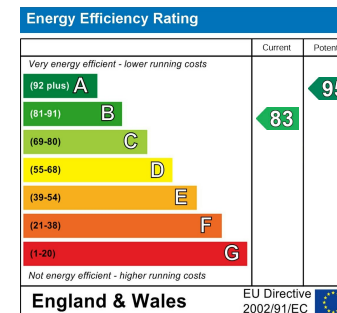 Energy Efficiency Rating
Current
Very energy efficient - lower running costs
(92 plus) A
(81-91) B
83
(69-80) C
(55-68) D
(39-54) E
(21-38) F
(1-20) G
Not energy efficient - higher running costs
England & Wales
EU Directive
2002/91/EC